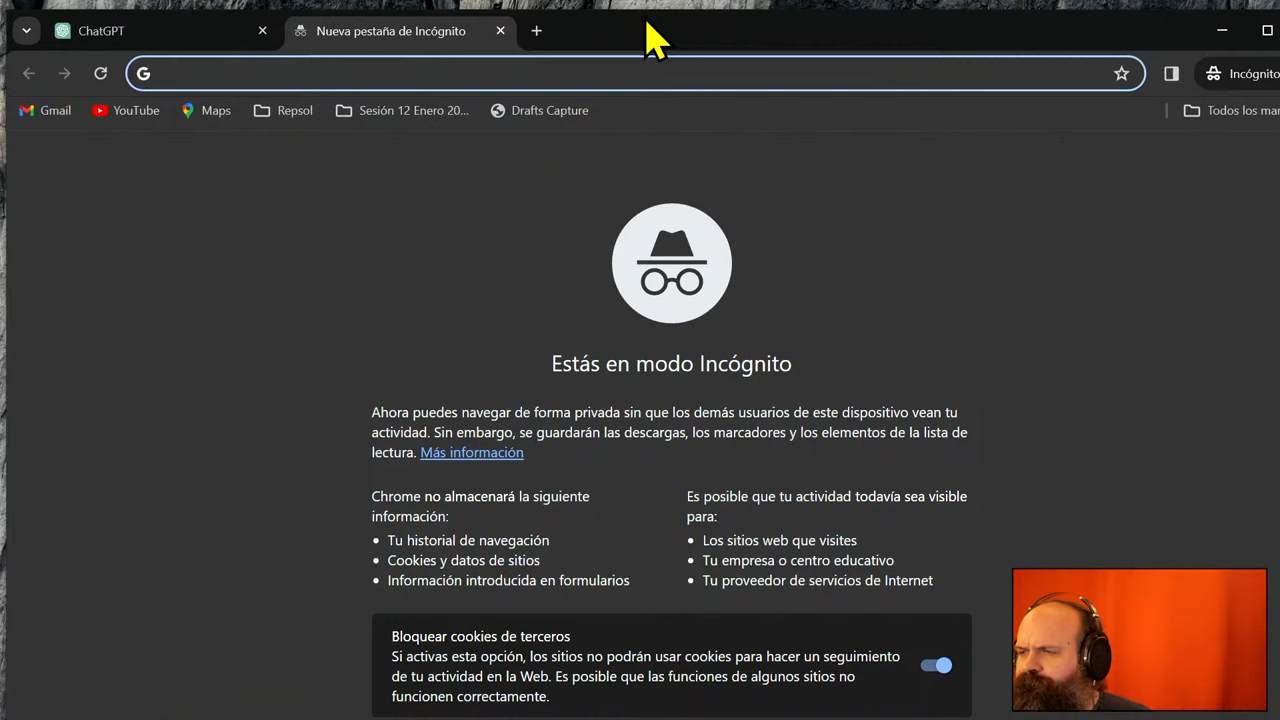 ChatGPT
Nueva pestaña de Incógnito
Incógnito
Gmail
YouTube
Maps
Repsol
Sesión 12 Enero 20...
Drafts Capture
Todos los mar
Estás en modo Incógnito
Ahora puedes navegar de forma privada sin que los demás usuarios de este dispositivo vean tu
actividad. Sin embargo, se guardarán las descargas, los marcadores y los elementos de la lista de
lectura. Más información
Chrome no almacenará la siguiente
información:
• Tu historial de navegación
• Cookies y datos de sitios
• Información introducida en formularios
Es posible que tu actividad todavía sea visible
para:
• Los sitios web que visites
• Tu empresa o centro educativo
• Tu proveedor de servicios de Internet
Bloquear cookies de terceros
Si activas esta opción, los sitios no podrán usar cookies para hacer un seguimiento
de tu actividad en la Web. Es posible que las funciones de algunos sitios no
funcionen correctamente.